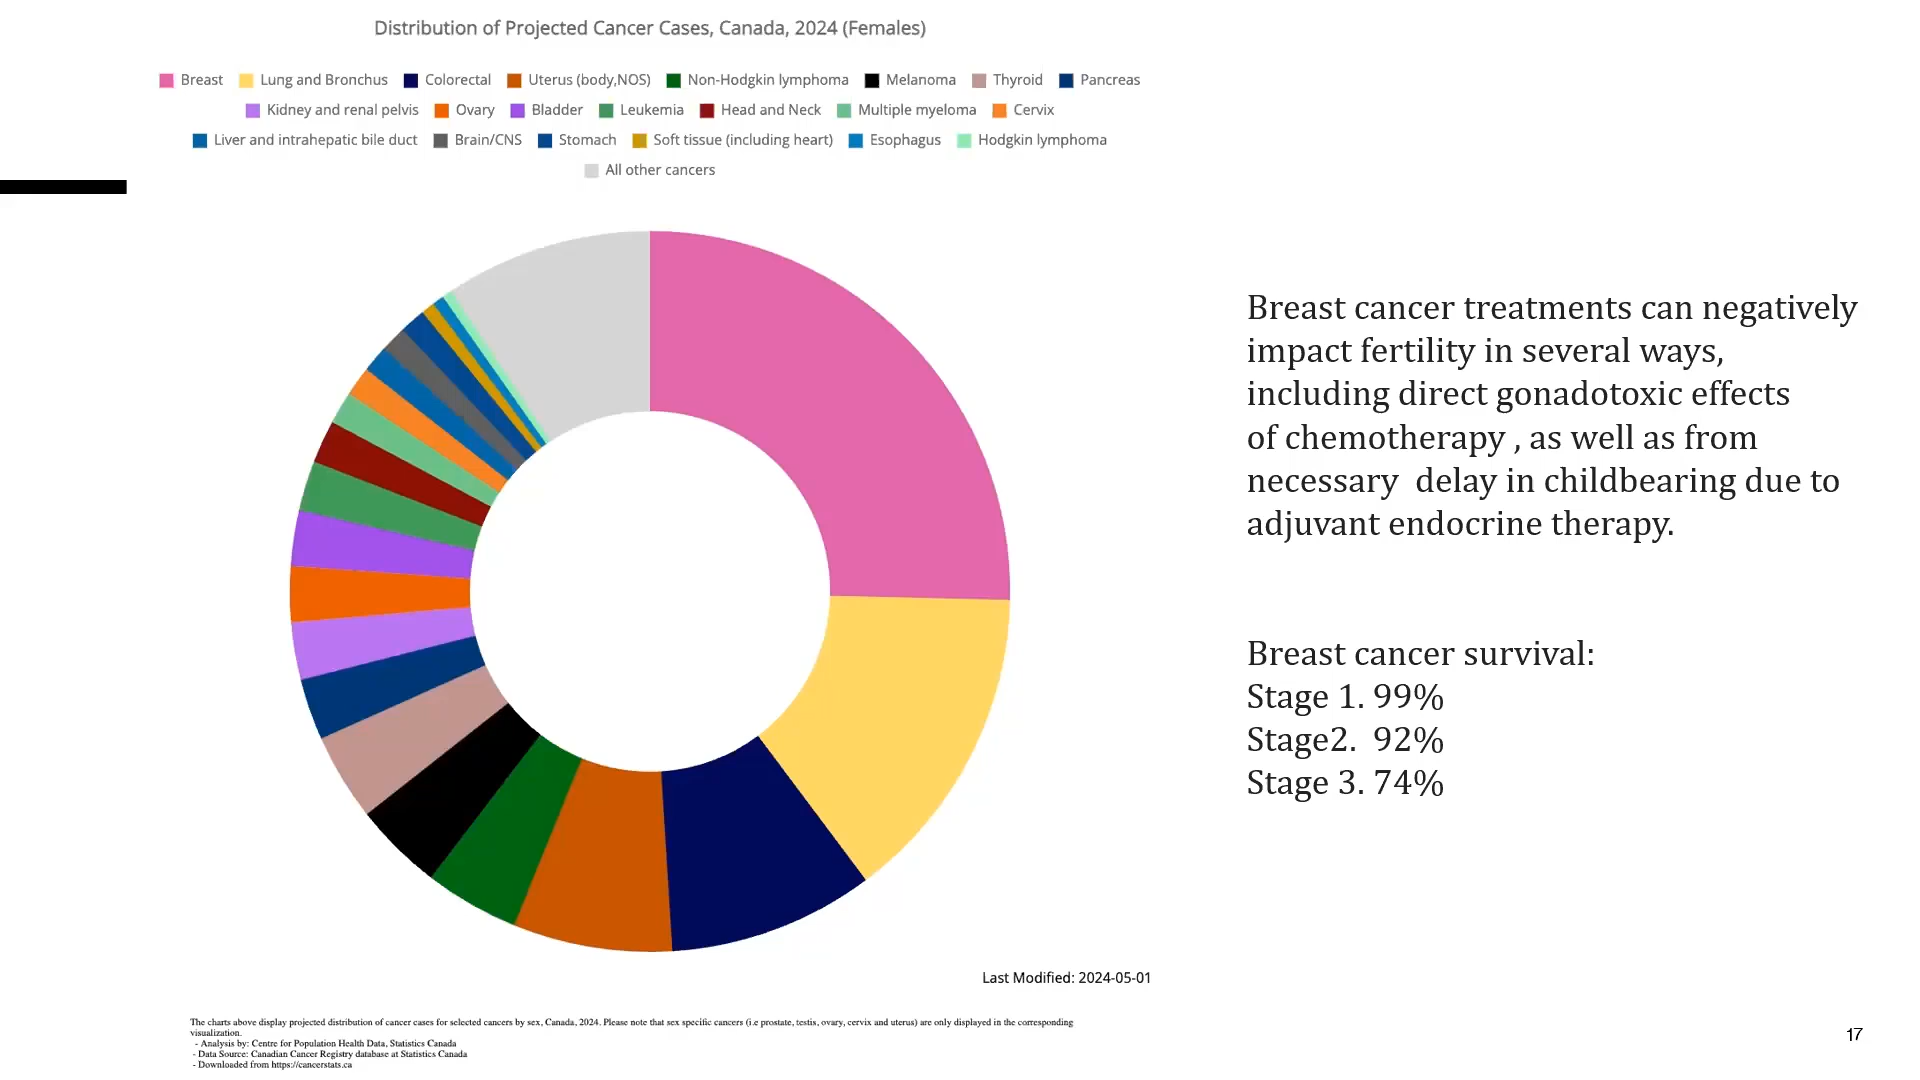 Distribution of Projected Cancer Cases, Canada, 2024 (Females)
Breast Lung and Bronchus Colorectal Uterus (body,NOS) Non-Hodgkin lymphoma Melanoma Thyroid Pancreas
Kidney and renal pelvis Ovary Bladder Leukemia Head and Neck Multiple myeloma Cervix
Liver and intrahepatic bile duct Brain/CNS Stomach Soft tissue (including heart) Esophagus Hodgkin lymphoma
All other cancers
Breast cancer treatments can negatively
impact fertility in several ways,
including direct gonadotoxic effects
of chemotherapy , as well as from
necessary  delay in childbearing due to
adjuvant endocrine therapy.
Breast cancer survival:
Stage 1. 99%
Stage2.  92%
Stage 3. 74%
Last Modified: 2024-05-01
The charts above display projected distribution of cancer cases for selected cancers by sex, Canada, 2024. Please note that sex specific cancers (i.e prostate, testis, ovary, cervix and uterus) are only displayed in the corresponding
visualization.
- Analysis by: Centre for Population Health Data, Statistics Canada
- Data Source: Canadian Cancer Registry database at Statistics Canada
- Downloaded from https://cancerstats.ca
17